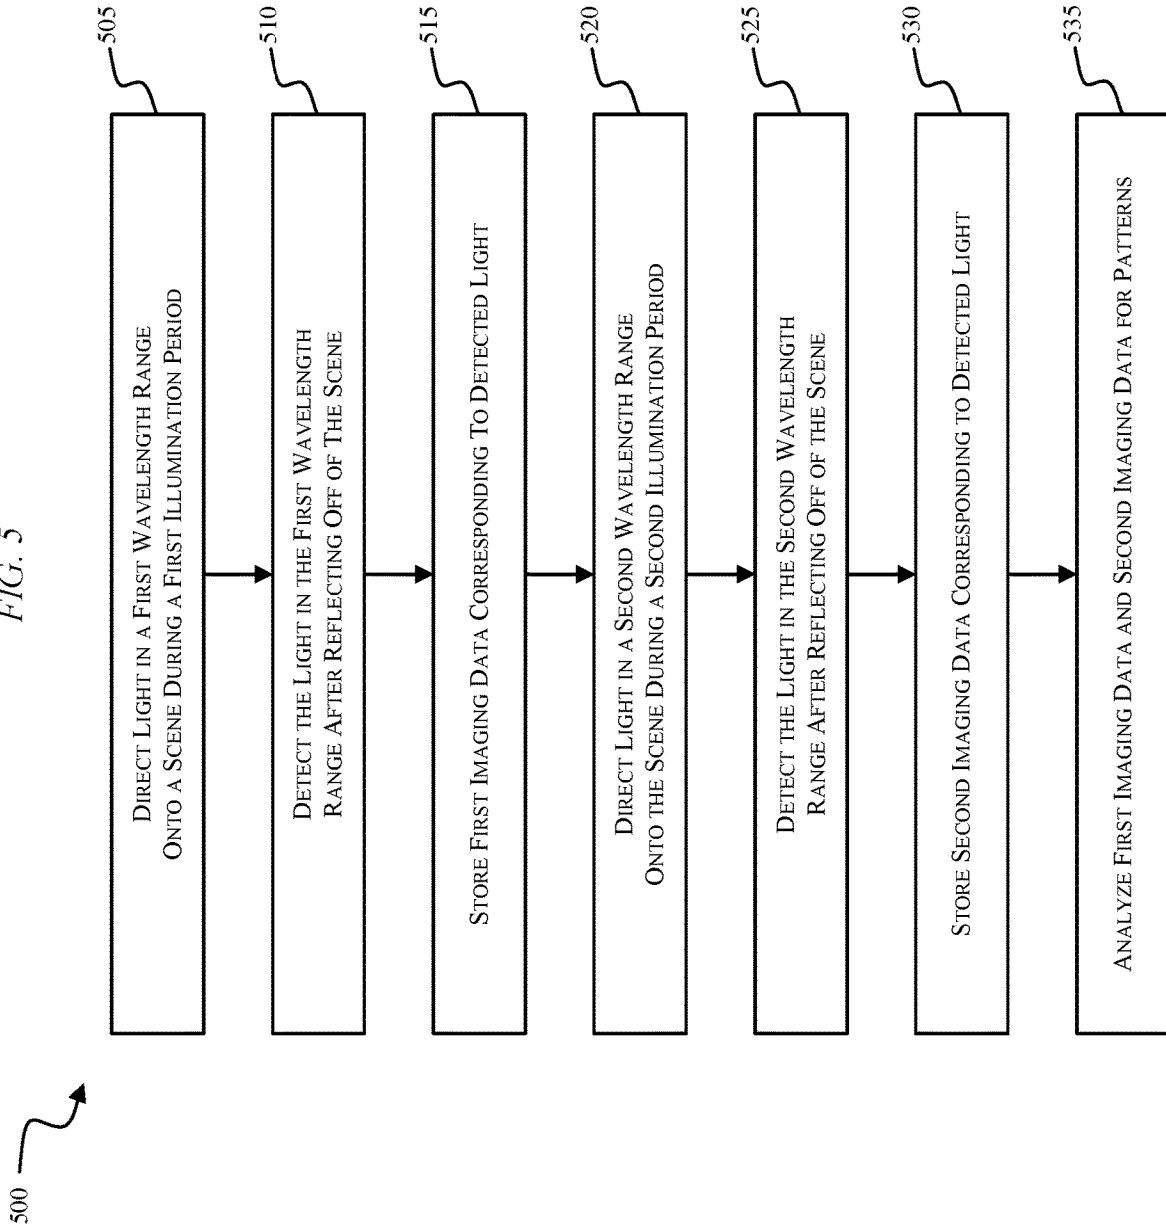 FIG. 5
500
505
DIRECT LIGHT IN A FIRST WAVELENGTH RANGE
ONTO A SCENE DURING A FIRST ILLUMINATION PERIOD
510
DETECT THE LIGHT IN THE FIRST WAVELENGTH
RANGE AFTER REFLECTING OFF OF THE SCENE
515
STORE FIRST IMAGING DATA CORRESPONDING TO DETECTED LIGHT
520
DIRECT LIGHT IN A SECOND WAVELENGTH RANGE
ONTO THE SCENE DURING A SECOND ILLUMINATION PERIOD
525
DETECT THE LIGHT IN THE SECOND WAVELENGTH
RANGE AFTER REFLECTING OFF OF THE SCENE
530
STORE SECOND IMAGING DATA CORRESPONDING TO DETECTED LIGHT
535
ANALYZE FIRST IMAGING DATA AND SECOND IMAGING DATA FOR PATTERNS